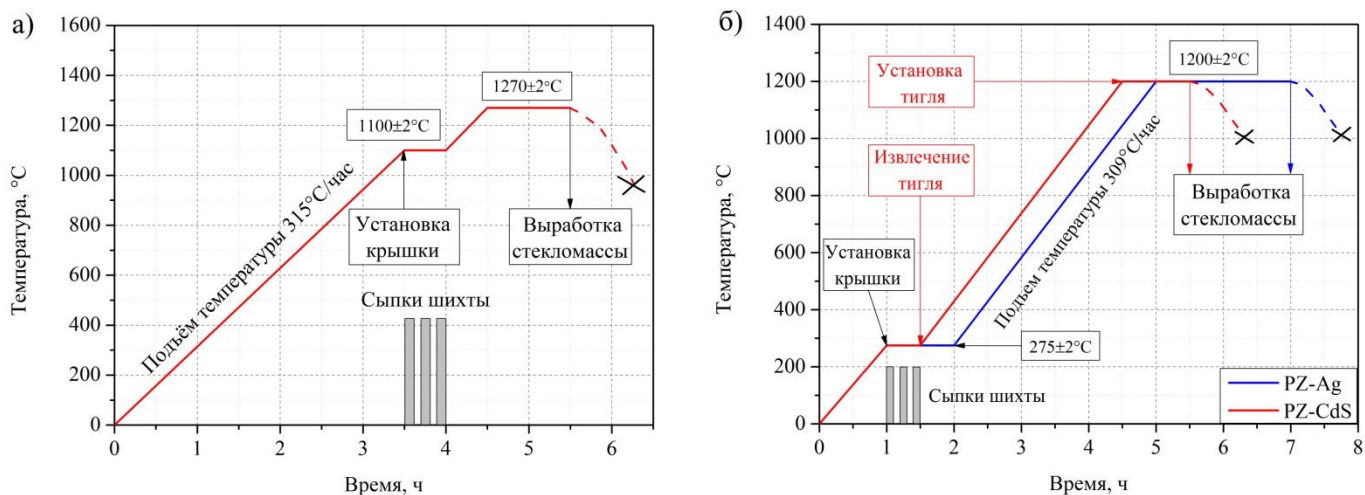 а)
1600
1400
1200
1000
800
600
400
200
0
Температура, °C
1270±2°C
1100±2°C
Подъём температуры 315°C/час
Установка
крышки
Выработка
стекломассы
Сыпки шихты
0 1 2 3 4 5 6
Время, ч
б)
1400
1200
1000
800
600
400
200
0
Температура, °C
1200±2°C
Установка
тигля
Извлечение
тигля
Подъем температуры 309°C/час
Выработка
стекломассы
Установка
крышки
275±2°C
Сыпки шихты
PZ-Ag
PZ-CdS
0 1 2 3 4 5 6 7 8
Время, ч